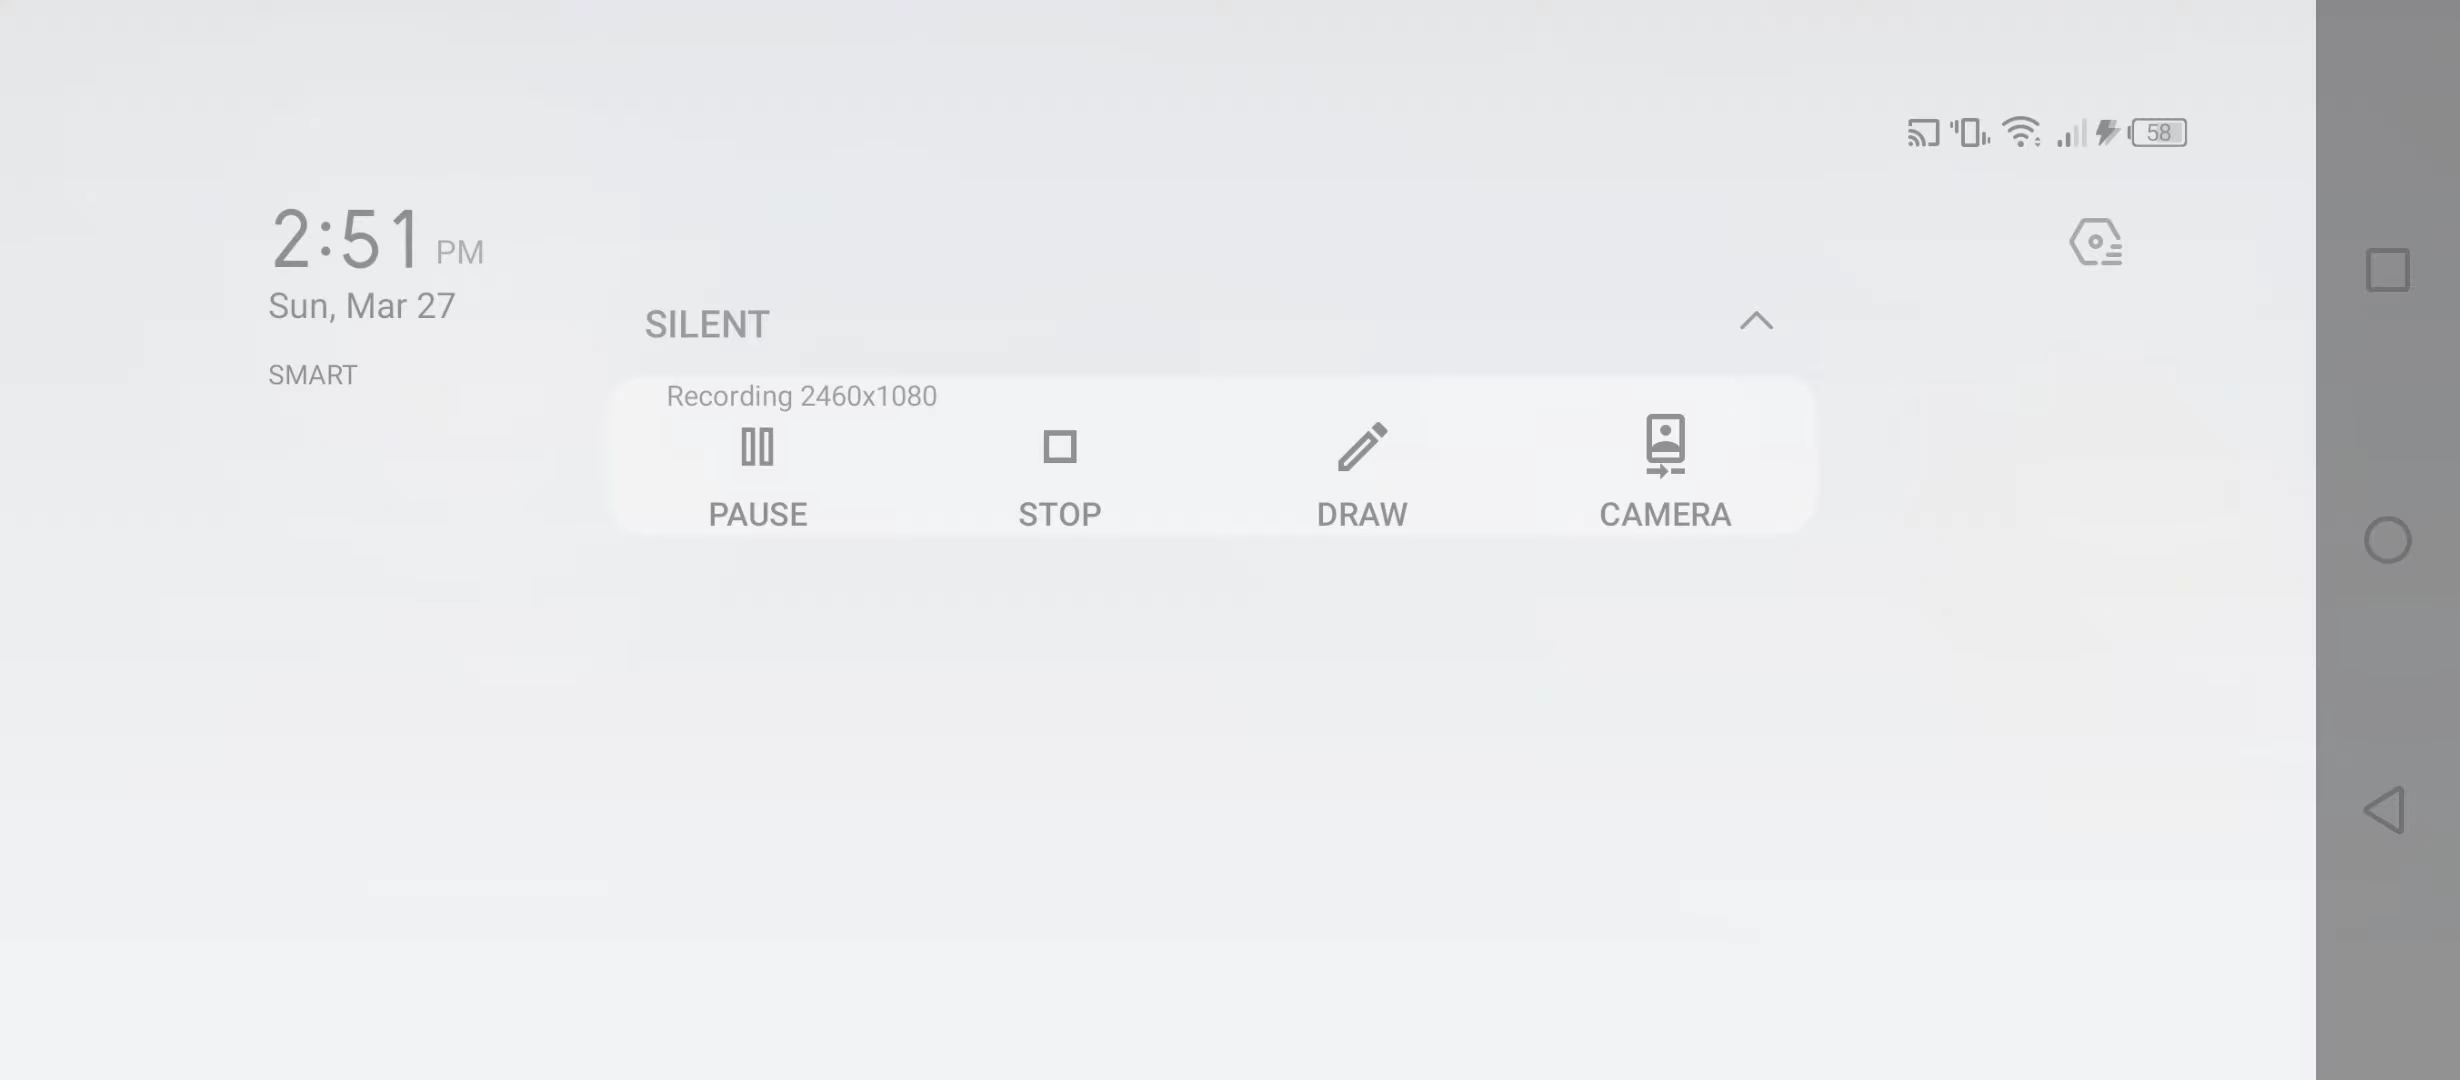 58
2:51 PM
Sun, Mar 27
SMART
SILENT
Recording 2460x1080
PAUSE STOP DRAW CAMERA